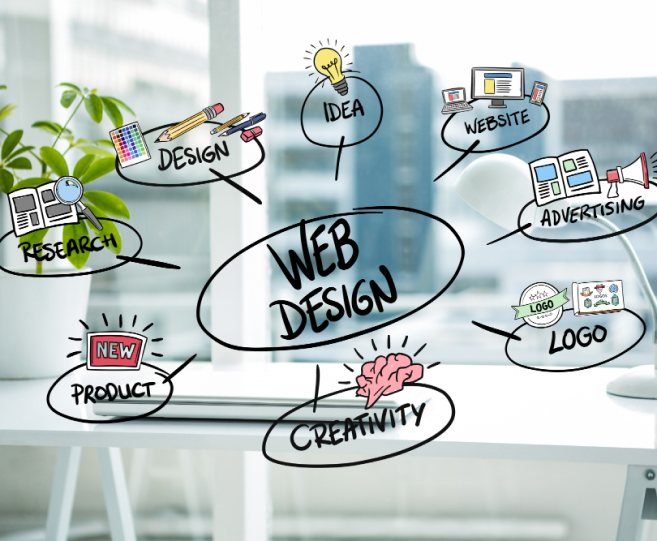 IDEA
WEBSITE
DESIGN
ADVERTISING
RESEARCH
WEB
DESIGN
LOGO
LOGO
NEW
PRODUCT
CREATIVITY